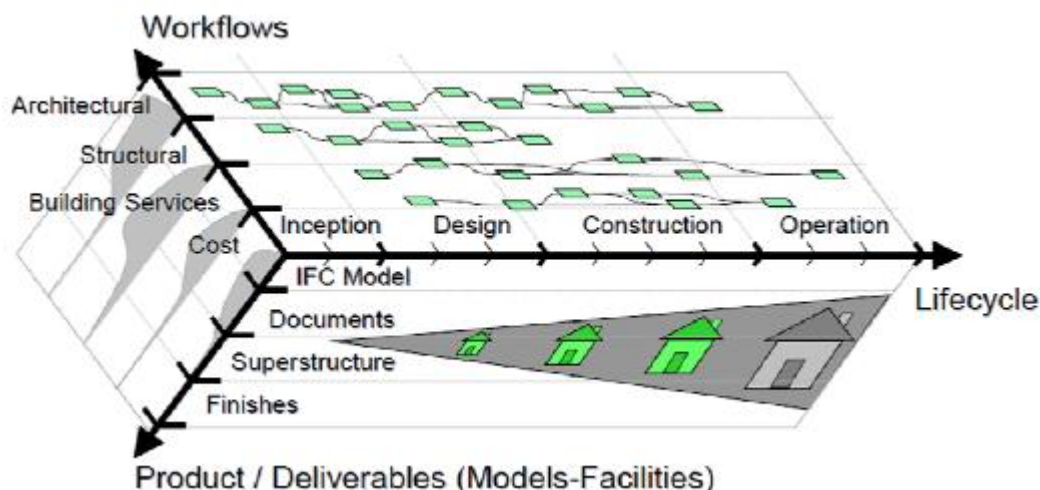 Workflows
Architectural
Structural
Building Services
Cost
Inception Design Construction Operation
IFC Model
Lifecycle
Documents
Superstructure
Finishes
Product / Deliverables (Models-Facilities)